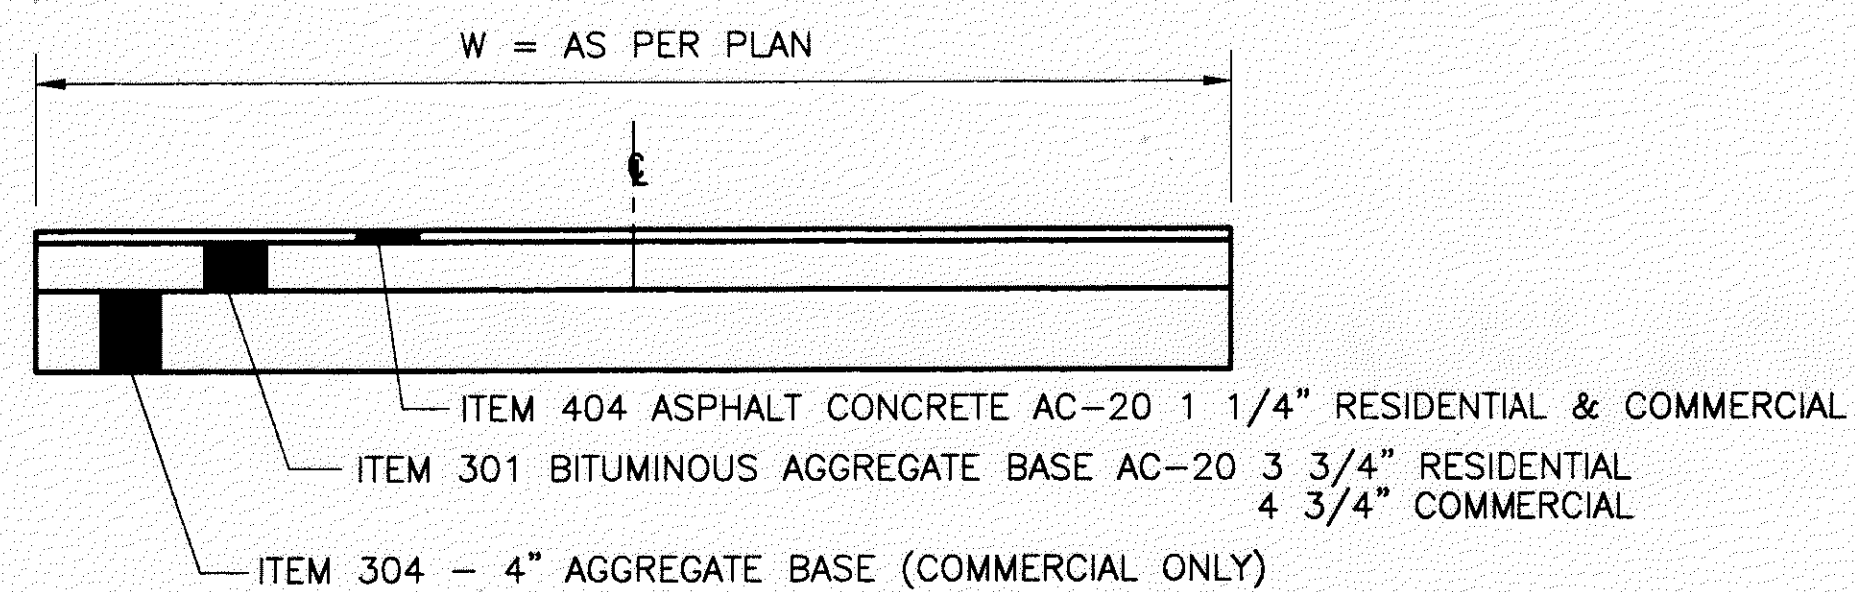 W = AS PER PLAN
℄
ITEM 404 ASPHALT CONCRETE AC-20 1 1/4" RESIDENTIAL & COMMERCIAL
ITEM 301 BITUMINOUS AGGREGATE BASE AC-20 3 3/4" RESIDENTIAL
4 3/4" COMMERCIAL
ITEM 304 - 4" AGGREGATE BASE (COMMERCIAL ONLY)